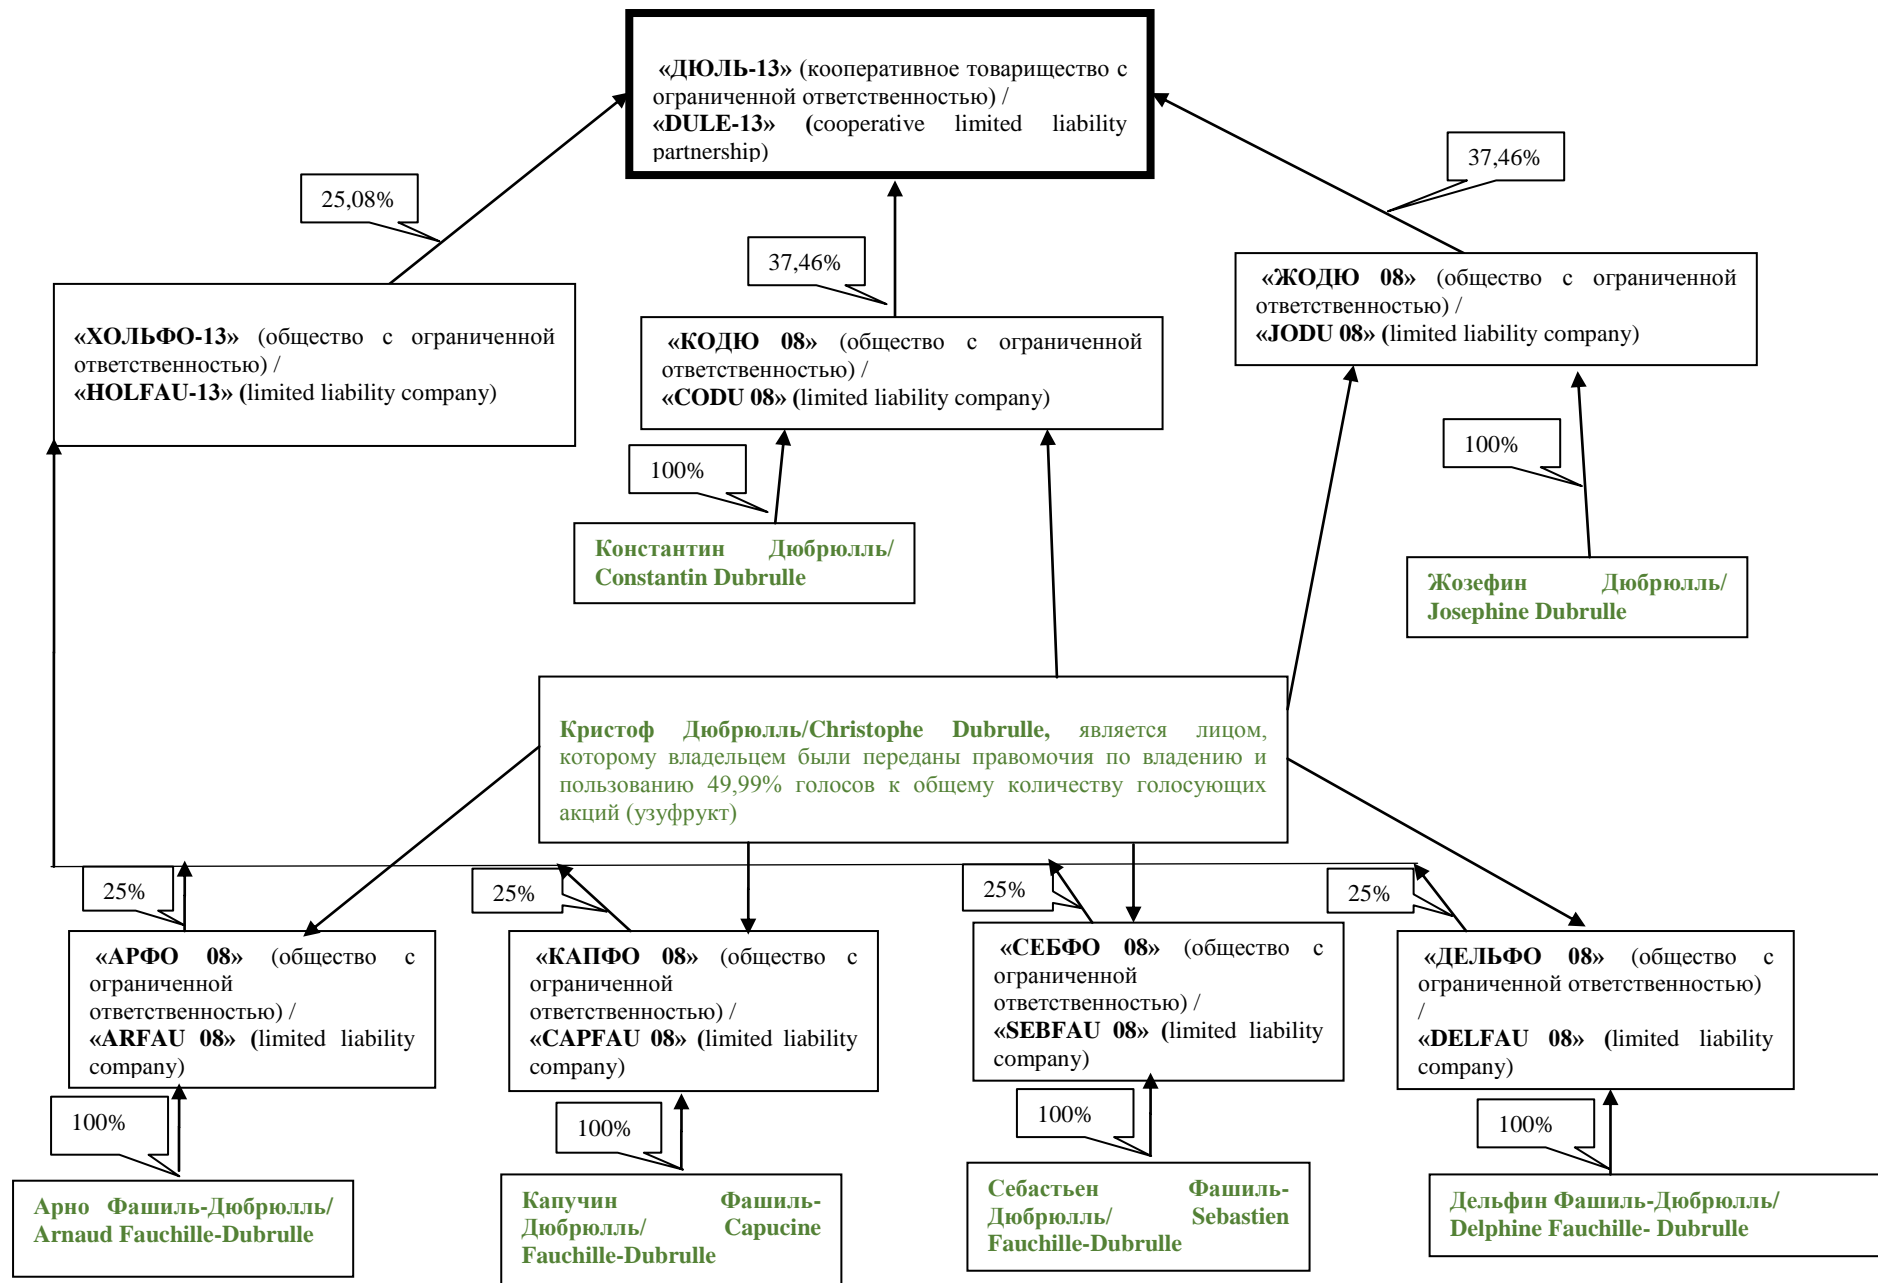 «ДЮЛЬ-13» (кооперативное товарищество с
ограниченной ответственностью) /
«DULE-13» (cooperative limited liability
partnership)
25,08%
37,46%
37,46%
«ХОЛЬФО-13» (общество с ограниченной
ответственностью) /
«HOLFAU-13» (limited liability company)
«КОДЮ 08» (общество с ограниченной
ответственностью) /
«CODU 08» (limited liability company)
«ЖОДЮ 08» (общество с ограниченной
ответственностью) /
«JODU 08» (limited liability company)
100%
100%
Константин Дюбрюлль/
Constantin Dubrulle
Жозефин Дюбрюлль/
Josephine Dubrulle
Кристоф Дюбрюлль/Christophe Dubrulle, является лицом,
которому владельцем были переданы правомочия по владению и
пользованию 49,99% голосов к общему количеству голосующих
акций (узуфрукт)
25%
25%
25%
25%
«АРФО 08» (общество с
ограниченной
ответственностью) /
«ARFAU 08» (limited liability
company)
«КАПФО 08» (общество с
ограниченной
ответственностью) /
«CAPFAU 08» (limited liability
company)
«СЕБФО 08» (общество с
ограниченной
ответственностью) /
«SEBFAU 08» (limited liability
company)
«ДЕЛЬФО 08» (общество с
ограниченной ответственностью)
/
«DELFAU 08» (limited liability
company)
100%
100%
100%
100%
Арно Фашиль-Дюбрюлль/
Arnaud Fauchille-Dubrulle
Капучин Фашиль-
Дюбрюлль/ Capucine
Fauchille-Dubrulle
Себастьен Фашиль-
Дюбрюлль/ Sebastien
Fauchille-Dubrulle
Дельфин Фашиль-Дюбрюлль/
Delphine Fauchille- Dubrulle